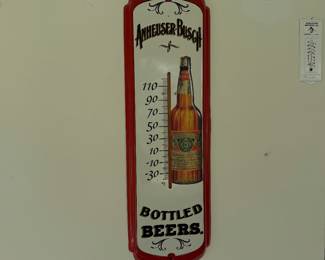 ANHEUSER-BUSCH
110
90
70
50
30
10
-10
-30
BOTTLED
BEERS.